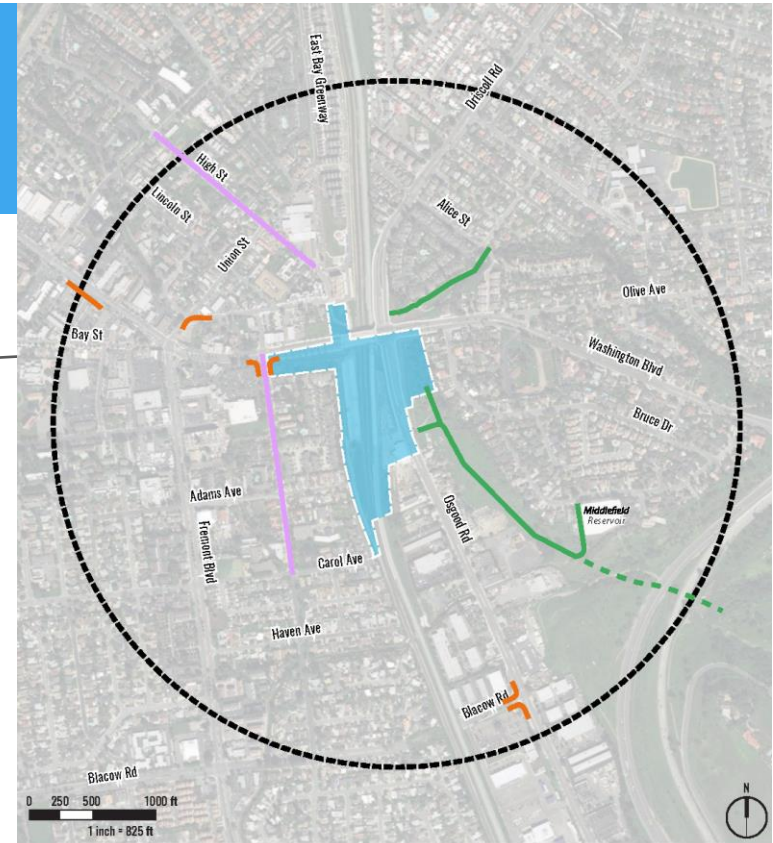 East Bay Greenway
Driscoll Rd
High St
Lincoln St
Alice St
Union St
Olive Ave
Bay St
Washington Blvd
Bruce Dr
Adams Ave
Fremont Blvd
Osgood Rd
Middlefield
Reservoir
Carol Ave
Haven Ave
Blacow Rd
Blacow Rd
0 250 500 1000 ft
1 inch = 825 ft
N